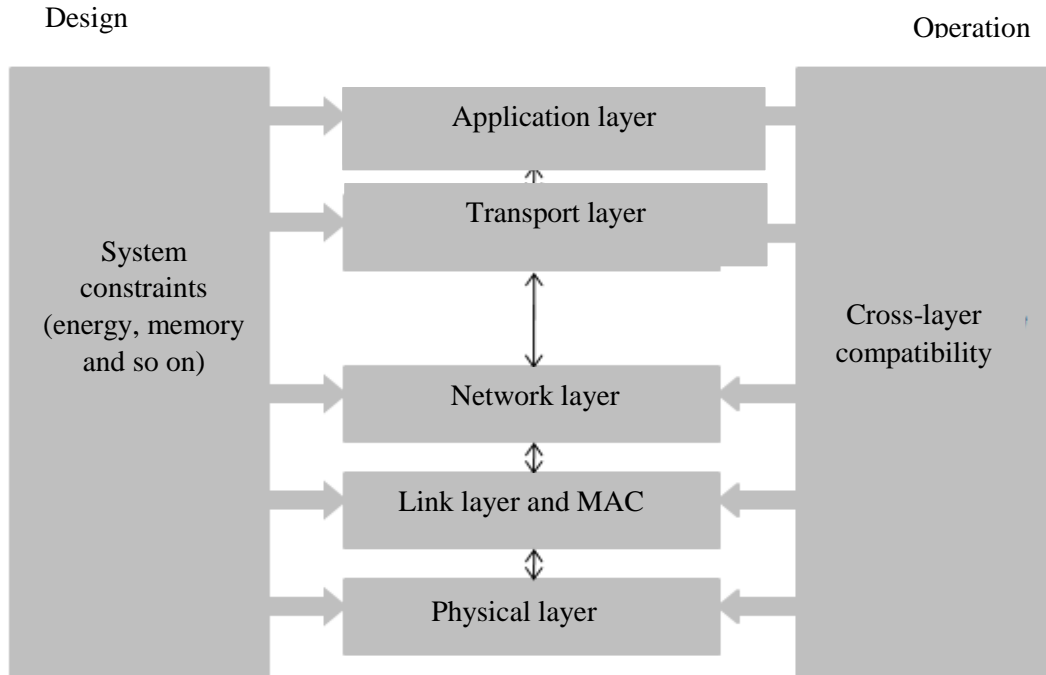 Design
Operation
Application layer
Transport layer
System
constraints
(energy, memory
and so on)
Cross-layer
compatibility
Network layer
Link layer and MAC
Physical layer